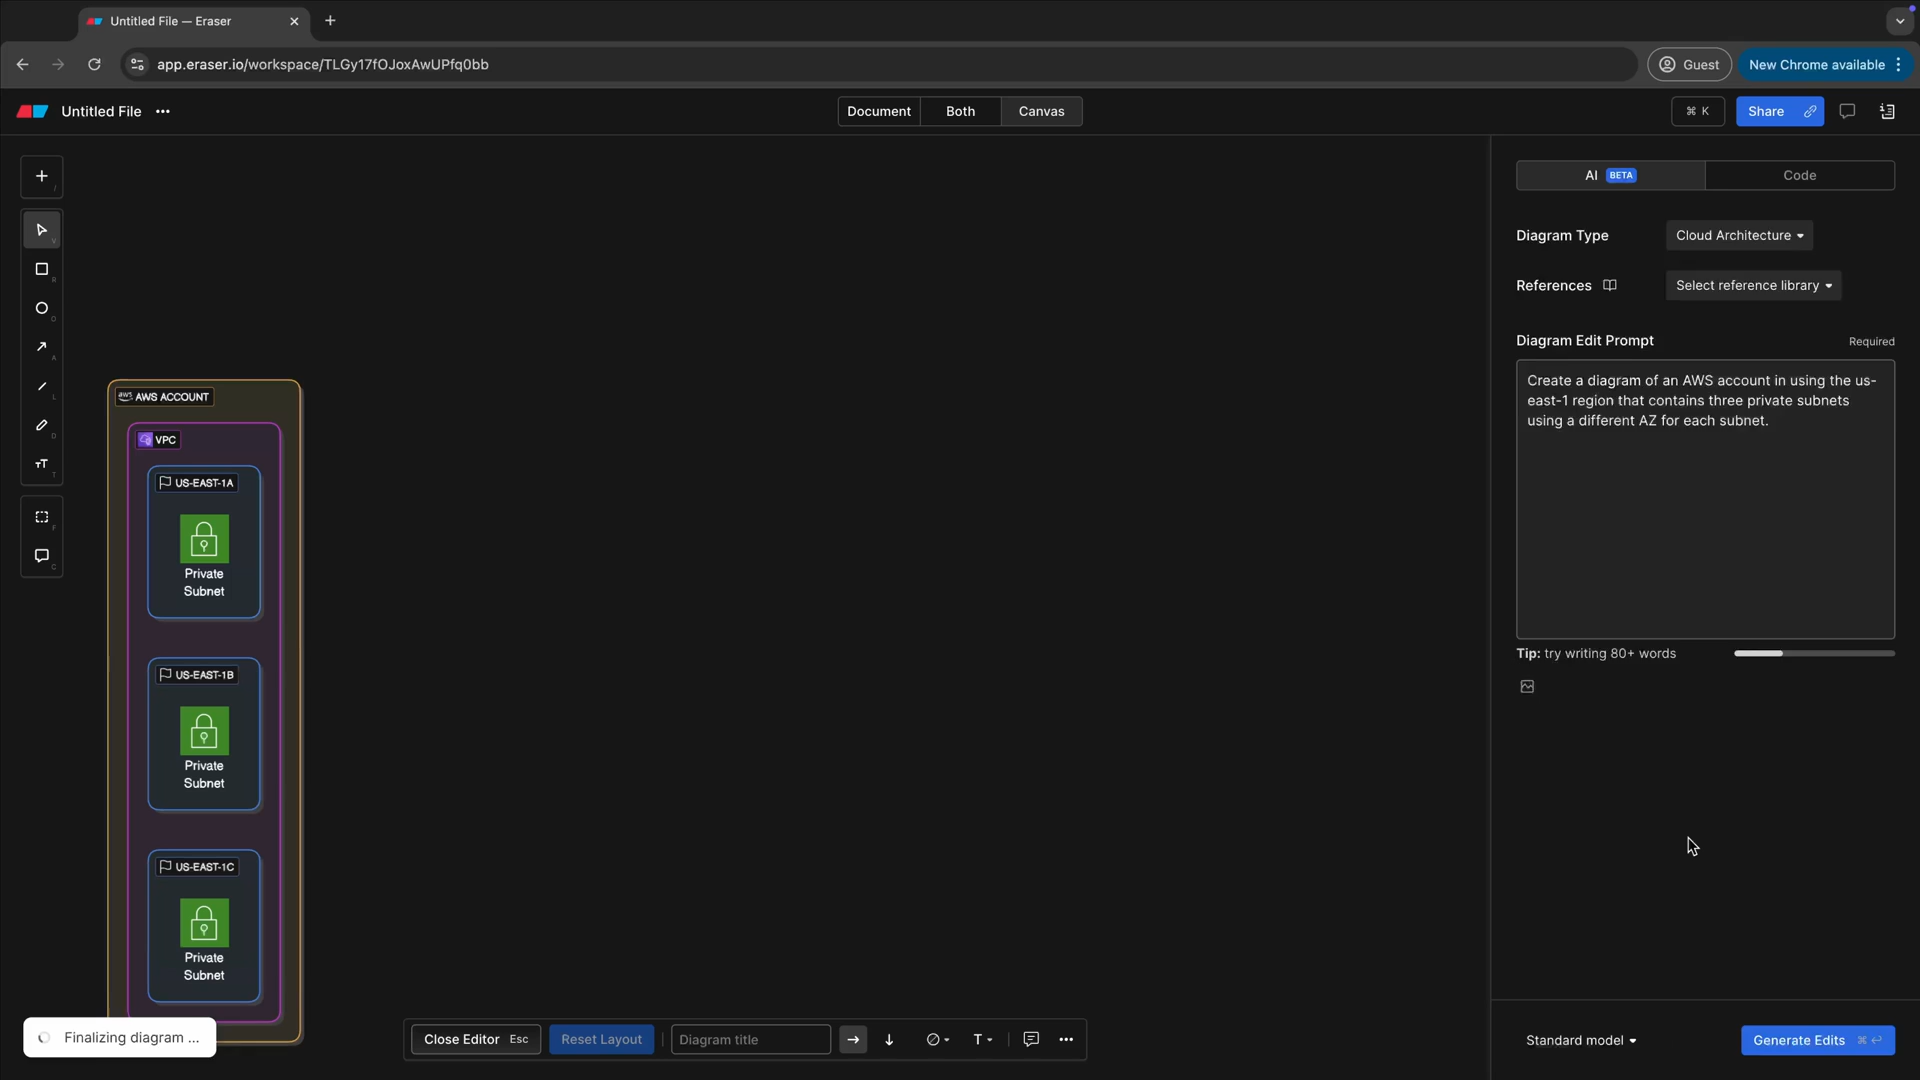 Untitled File — Eraser
app.eraser.io/workspace/TLGy17fOJoxAwUPfq0bb
Guest
New Chrome available
Untitled File
Document
Both
Canvas
⌘ K
Share
AI BETA
Code
Diagram Type
Cloud Architecture
References
Select reference library
Diagram Edit Prompt
Required
Create a diagram of an AWS account in using the us-
east-1 region that contains three private subnets
using a different AZ for each subnet.
Tip: try writing 80+ words
aws AWS ACCOUNT
VPC
US-EAST-1A
Private
Subnet
US-EAST-1B
Private
Subnet
US-EAST-1C
Private
Subnet
Finalizing diagram ...
Close Editor Esc
Reset Layout
Diagram title
T
Standard model
Generate Edits ⌘ ↩